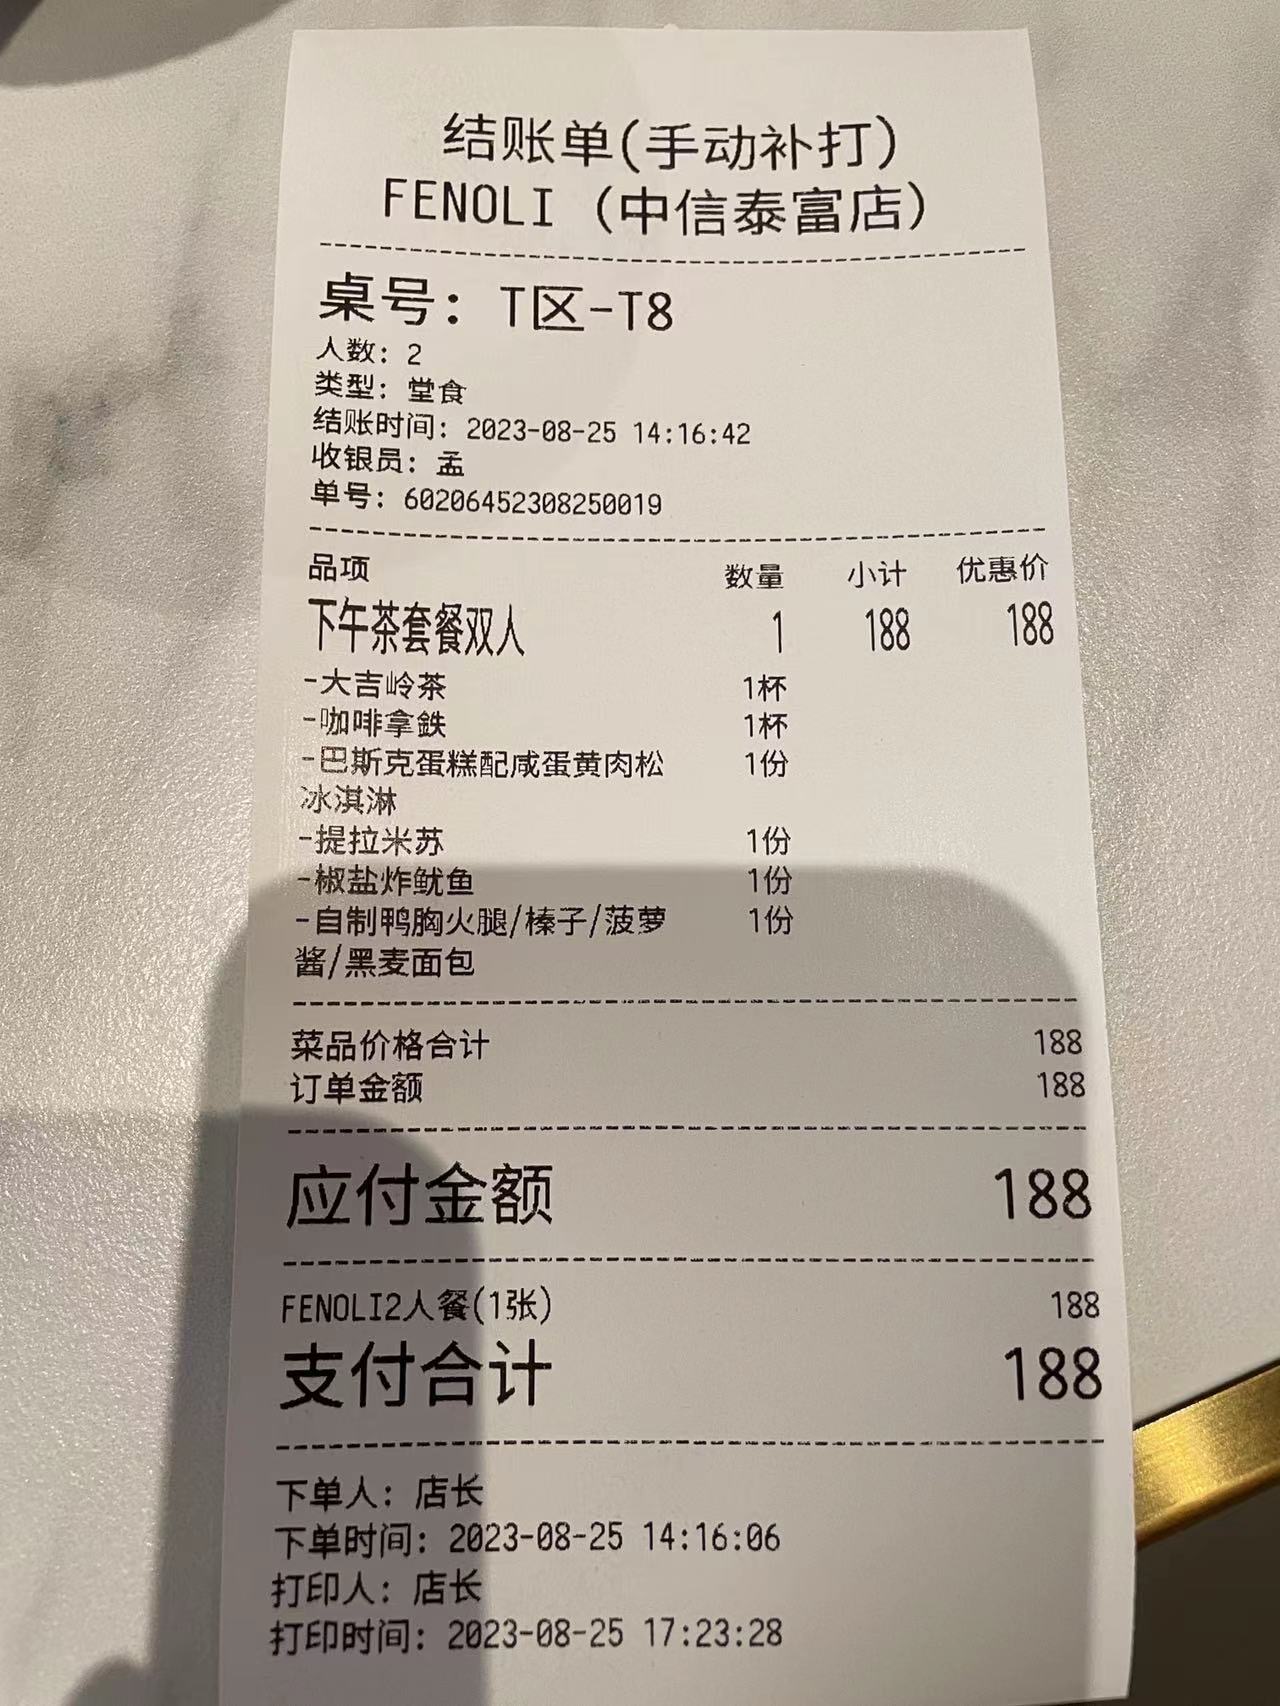 结账单(手动补打)
FENOLI (中信泰富店)
桌号: T区-T8
人数: 2
类型: 堂食
结账时间: 2023-08-25 14:16:42
收银员: 孟
单号: 60206452308250019
品项 数量 小计 优惠价
下午茶套餐双人 1 188 188
-大吉岭茶 1杯
-咖啡拿鉄 1杯
-巴斯克蛋糕配咸蛋黄肉松 1份
冰淇淋
-提拉米苏 1份
-椒盐炸鱿鱼 1份
-自制鸭胸火腿/榛子/菠萝 1份
酱/黑麦面包
菜品价格合计 188
订单金额 188
应付金额 188
FENOLI2人餐(1张) 188
支付合计 188
下单人: 店长
下单时间: 2023-08-25 14:16:06
打印人: 店长
打印时间: 2023-08-25 17:23:28